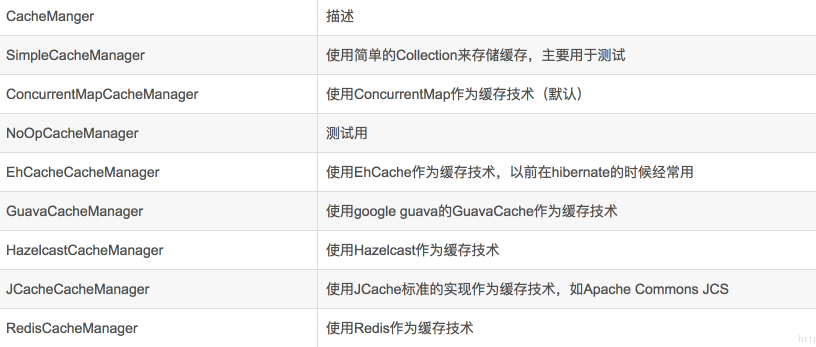 CacheManger 描述
SimpleCacheManager 使用简单的Collection来存储缓存，主要用于测试
ConcurrentMapCacheManager 使用ConcurrentMap作为缓存技术（默认）
NoOpCacheManager 测试用
EhCacheCacheManager 使用EhCache作为缓存技术，以前在hibernate的时候经常用
GuavaCacheManager 使用google guava的GuavaCache作为缓存技术
HazelcastCacheManager 使用Hazelcast作为缓存技术
JCacheCacheManager 使用JCache标准的实现作为缓存技术，如Apache Commons JCS
RedisCacheManager 使用Redis作为缓存技术